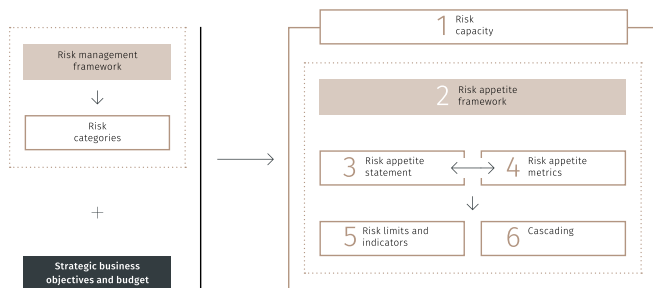 Risk management
framework
Risk
categories
+
Strategic business
objectives and budget
1 Risk
capacity
2 Risk appetite
framework
3 Risk appetite
statement
4 Risk appetite
metrics
5 Risk limits and
indicators
6 Cascading